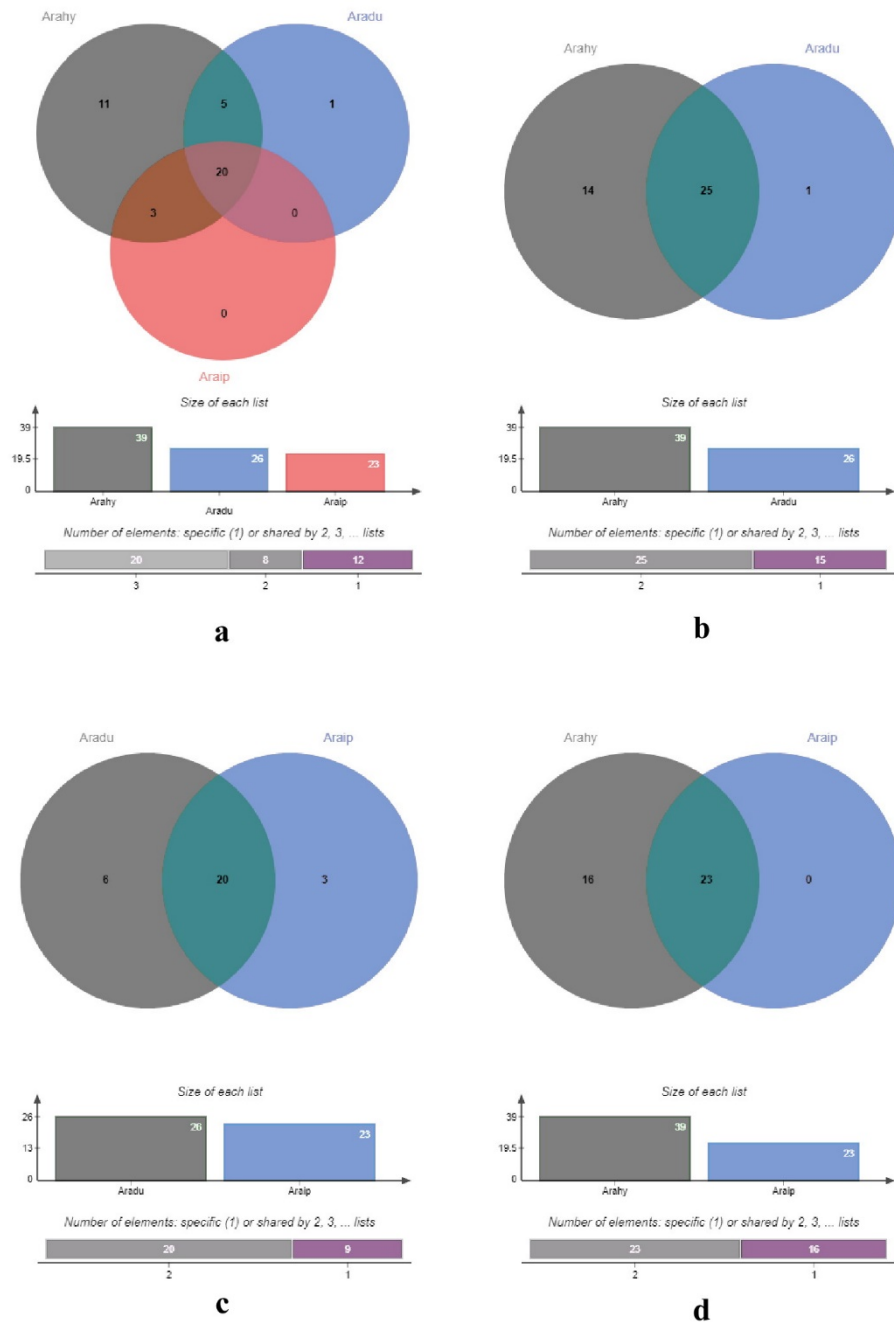 Arahy
Aradu
11
5
1
20
3
0
0
Araip
Size of each list
39
19.5
0
39
26
23
Arahy
Aradu
Araip
Number of elements: specific (1) or shared by 2, 3, ... lists
20
8
12
3
2
1
a
Arahy
Aradu
14
25
1
Size of each list
39
19.5
0
39
26
Arahy
Aradu
Number of elements: specific (1) or shared by 2, 3, ... lists
25
15
2
1
b
Aradu
Araip
6
20
3
Size of each list
26
13
0
26
23
Aradu
Araip
Number of elements: specific (1) or shared by 2, 3, ... lists
20
9
2
1
c
Arahy
Araip
16
23
0
Size of each list
39
19.5
0
39
23
Arahy
Araip
Number of elements: specific (1) or shared by 2, 3, ... lists
23
16
2
1
d